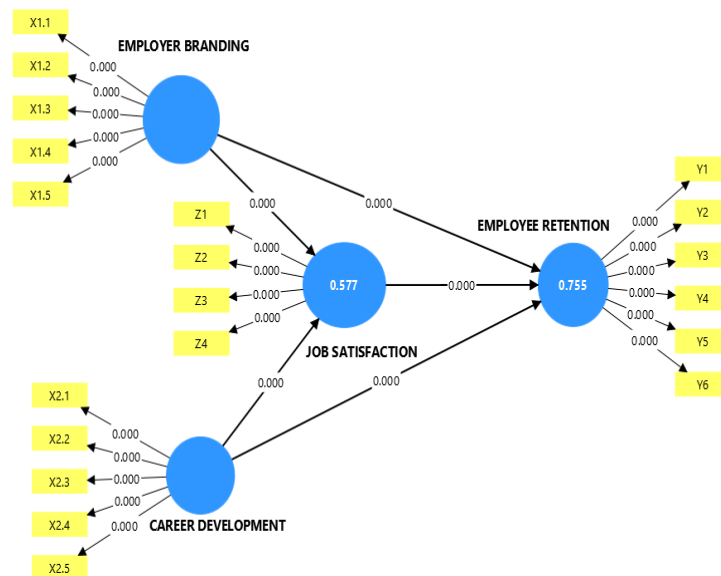 X1.1
EMPLOYER BRANDING
X1.2
0.000
0.000
X1.3
0.000
0.000
X1.4
0.000
X1.5
Y1
0.000
0.000
Z1
Y2
0.000
EMPLOYEE RETENTION
0.000
0.000
Z2
Y3
0.000
0.000
0.577
0.000
0.755
Z3
0.000
0.000
Y4
0.000
0.000
Z4
Y5
0.000
JOB SATISFACTION
0.000
0.000
Y6
X2.1
0.000
X2.2
0.000
X2.3
0.000
0.000
X2.4
0.000
CAREER DEVELOPMENT
X2.5